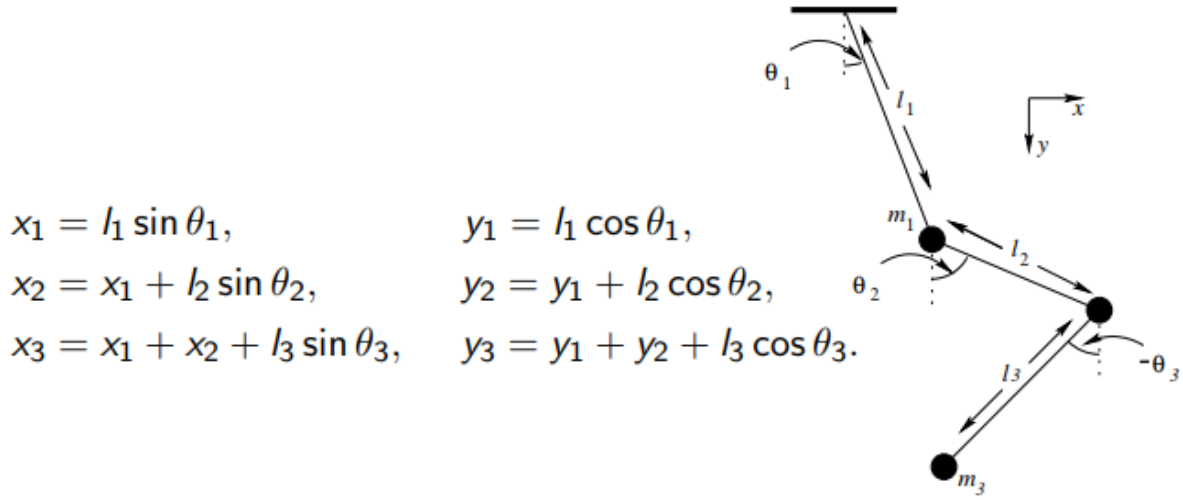 x₁ = l₁ sin θ₁, y₁ = l₁ cos θ₁,
x₂ = x₁ + l₂ sin θ₂, y₂ = y₁ + l₂ cos θ₂,
x₃ = x₁ + x₂ + l₃ sin θ₃, y₃ = y₁ + y₂ + l₃ cos θ₃.
θ₁
l₁
x
y
m₁
l₂
θ₂
l₃
-θ₃
m₃